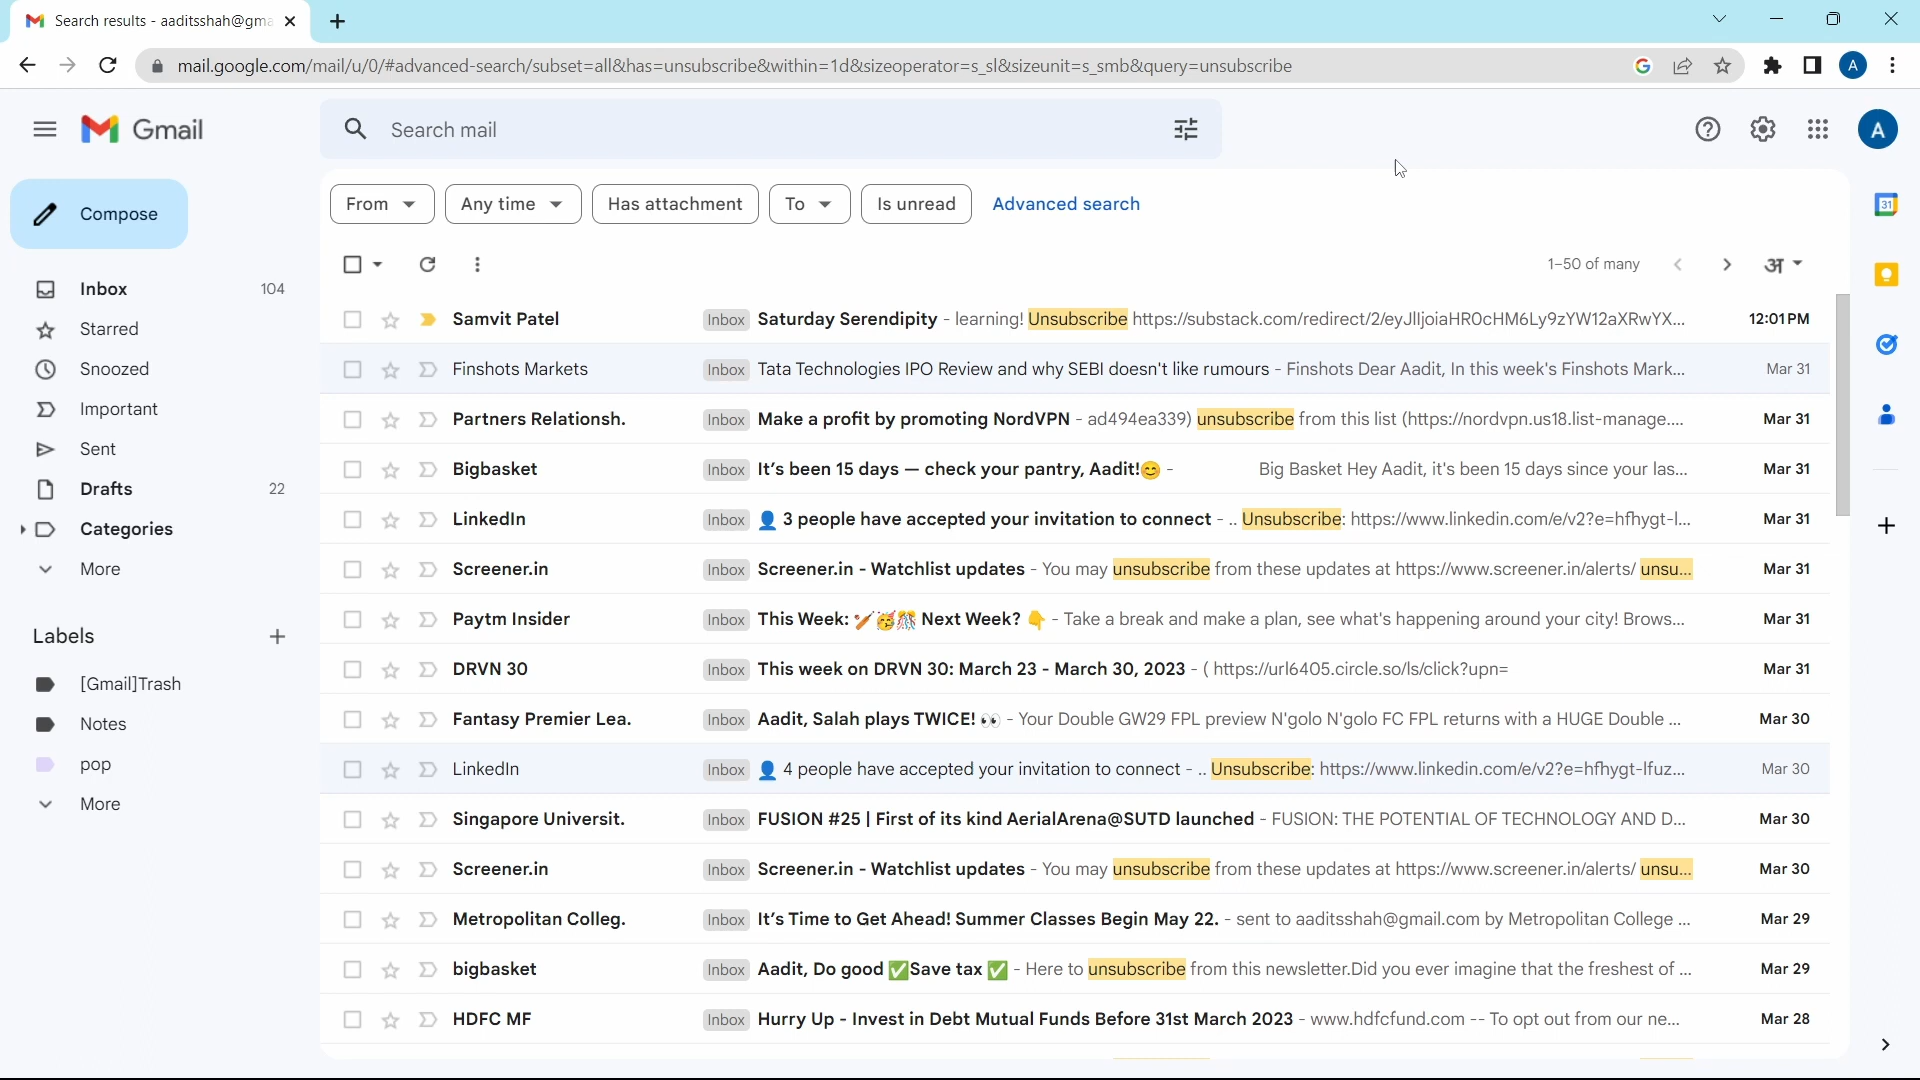 Search results - aaditsshah@gma
mail.google.com/mail/u/0/#advanced-search/subset=all&has=unsubscribe&within=1d&sizeoperator=s_sl&sizeunit=s_smb&query=unsubscribe
A
Gmail
Search mail
A
Compose
From
Any time
Has attachment
To
Is unread
Advanced search
1–50 of many
अ
Inbox 104
Starred
Snoozed
Important
Sent
Drafts 22
Categories
More
Labels
[Gmail]Trash
Notes
pop
More
Samvit Patel Inbox Saturday Serendipity - learning! Unsubscribe https://substack.com/redirect/2/eyJlIjoiaHR0cHM6Ly9zYW12aXRwYX... 12:01 PM
Finshots Markets Inbox Tata Technologies IPO Review and why SEBI doesn't like rumours - Finshots Dear Aadit, In this week's Finshots Mark... Mar 31
Partners Relationsh. Inbox Make a profit by promoting NordVPN - ad494ea339) unsubscribe from this list (https://nordvpn.us18.list-manage.... Mar 31
Bigbasket Inbox It's been 15 days — check your pantry, Aadit!😊 - Big Basket Hey Aadit, it's been 15 days since your las... Mar 31
LinkedIn Inbox 👤 3 people have accepted your invitation to connect - .. Unsubscribe: https://www.linkedin.com/e/v2?e=hfhygt-l... Mar 31
Screener.in Inbox Screener.in - Watchlist updates - You may unsubscribe from these updates at https://www.screener.in/alerts/ unsu... Mar 31
Paytm Insider Inbox This Week: 🏏🥳🎊 Next Week? 👇 - Take a break and make a plan, see what's happening around your city! Brows... Mar 31
DRVN 30 Inbox This week on DRVN 30: March 23 - March 30, 2023 - ( https://url6405.circle.so/ls/click?upn= Mar 31
Fantasy Premier Lea. Inbox Aadit, Salah plays TWICE! 👀 - Your Double GW29 FPL preview N'golo N'golo FC FPL returns with a HUGE Double ... Mar 30
LinkedIn Inbox 👤 4 people have accepted your invitation to connect - .. Unsubscribe: https://www.linkedin.com/e/v2?e=hfhygt-lfuz... Mar 30
Singapore Universit. Inbox FUSION #25 | First of its kind AerialArena@SUTD launched - FUSION: THE POTENTIAL OF TECHNOLOGY AND D... Mar 30
Screener.in Inbox Screener.in - Watchlist updates - You may unsubscribe from these updates at https://www.screener.in/alerts/ unsu... Mar 30
Metropolitan Colleg. Inbox It's Time to Get Ahead! Summer Classes Begin May 22. - sent to aaditsshah@gmail.com by Metropolitan College ... Mar 29
bigbasket Inbox Aadit, Do good ✅Save tax ✅ - Here to unsubscribe from this newsletter.Did you ever imagine that the freshest of ... Mar 29
HDFC MF Inbox Hurry Up - Invest in Debt Mutual Funds Before 31st March 2023 - www.hdfcfund.com -- To opt out from our ne... Mar 28
31